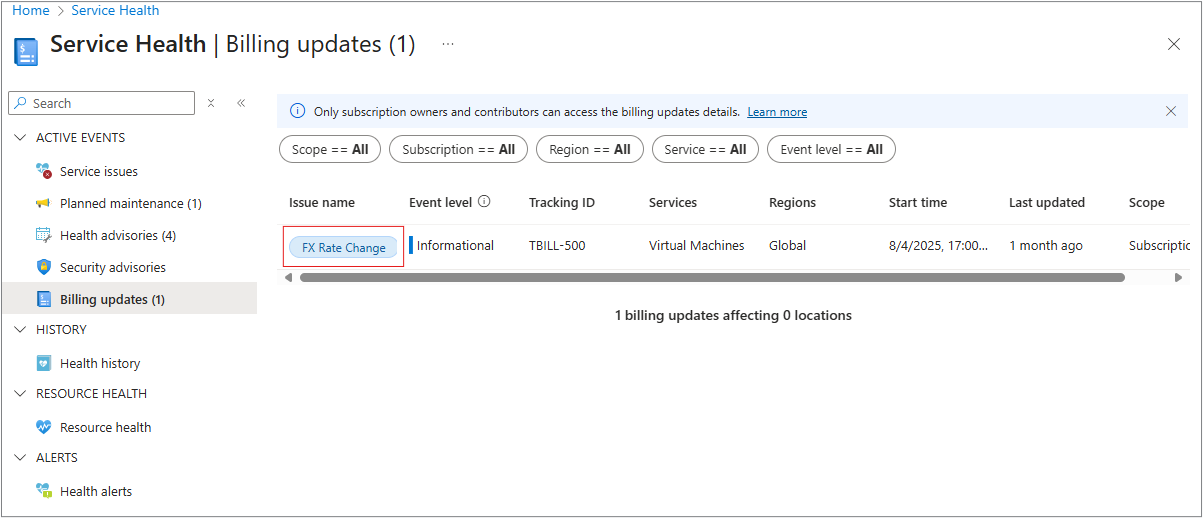 Home > Service Health
Service Health | Billing updates (1) ...
Search
Only subscription owners and contributors can access the billing updates details. Learn more
Scope == All Subscription == All Region == All Service == All Event level == All
ACTIVE EVENTS
Service issues
Planned maintenance (1)
Health advisories (4)
Security advisories
Billing updates (1)
HISTORY
Health history
RESOURCE HEALTH
Resource health
ALERTS
Health alerts
Issue name Event level Tracking ID Services Regions Start time Last updated Scope
FX Rate Change Informational TBILL-500 Virtual Machines Global 8/4/2025, 17:00... 1 month ago Subscriptic
1 billing updates affecting 0 locations